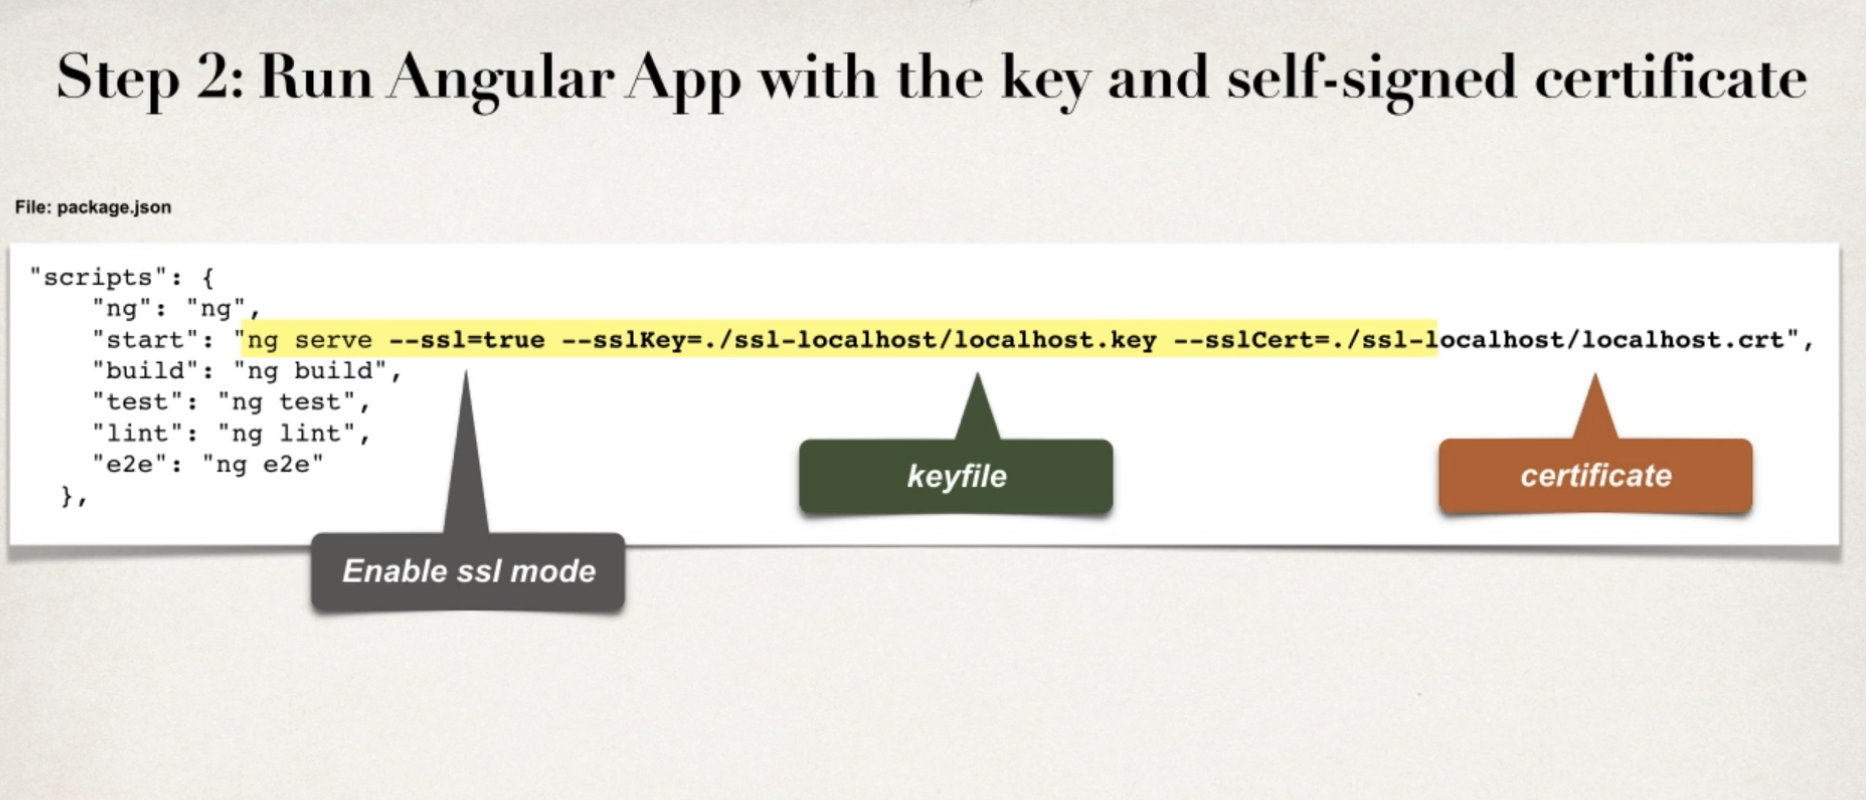 Step 2: Run Angular App with the key and self-signed certificate
File: package.json
"scripts": {
"ng": "ng",
"start": "ng serve --ssl=true --sslKey=./ssl-localhost/localhost.key --sslCert=./ssl-localhost/localhost.crt",
"build": "ng build",
"test": "ng test",
"lint": "ng lint",
"e2e": "ng e2e"
},
keyfile
certificate
Enable ssl mode